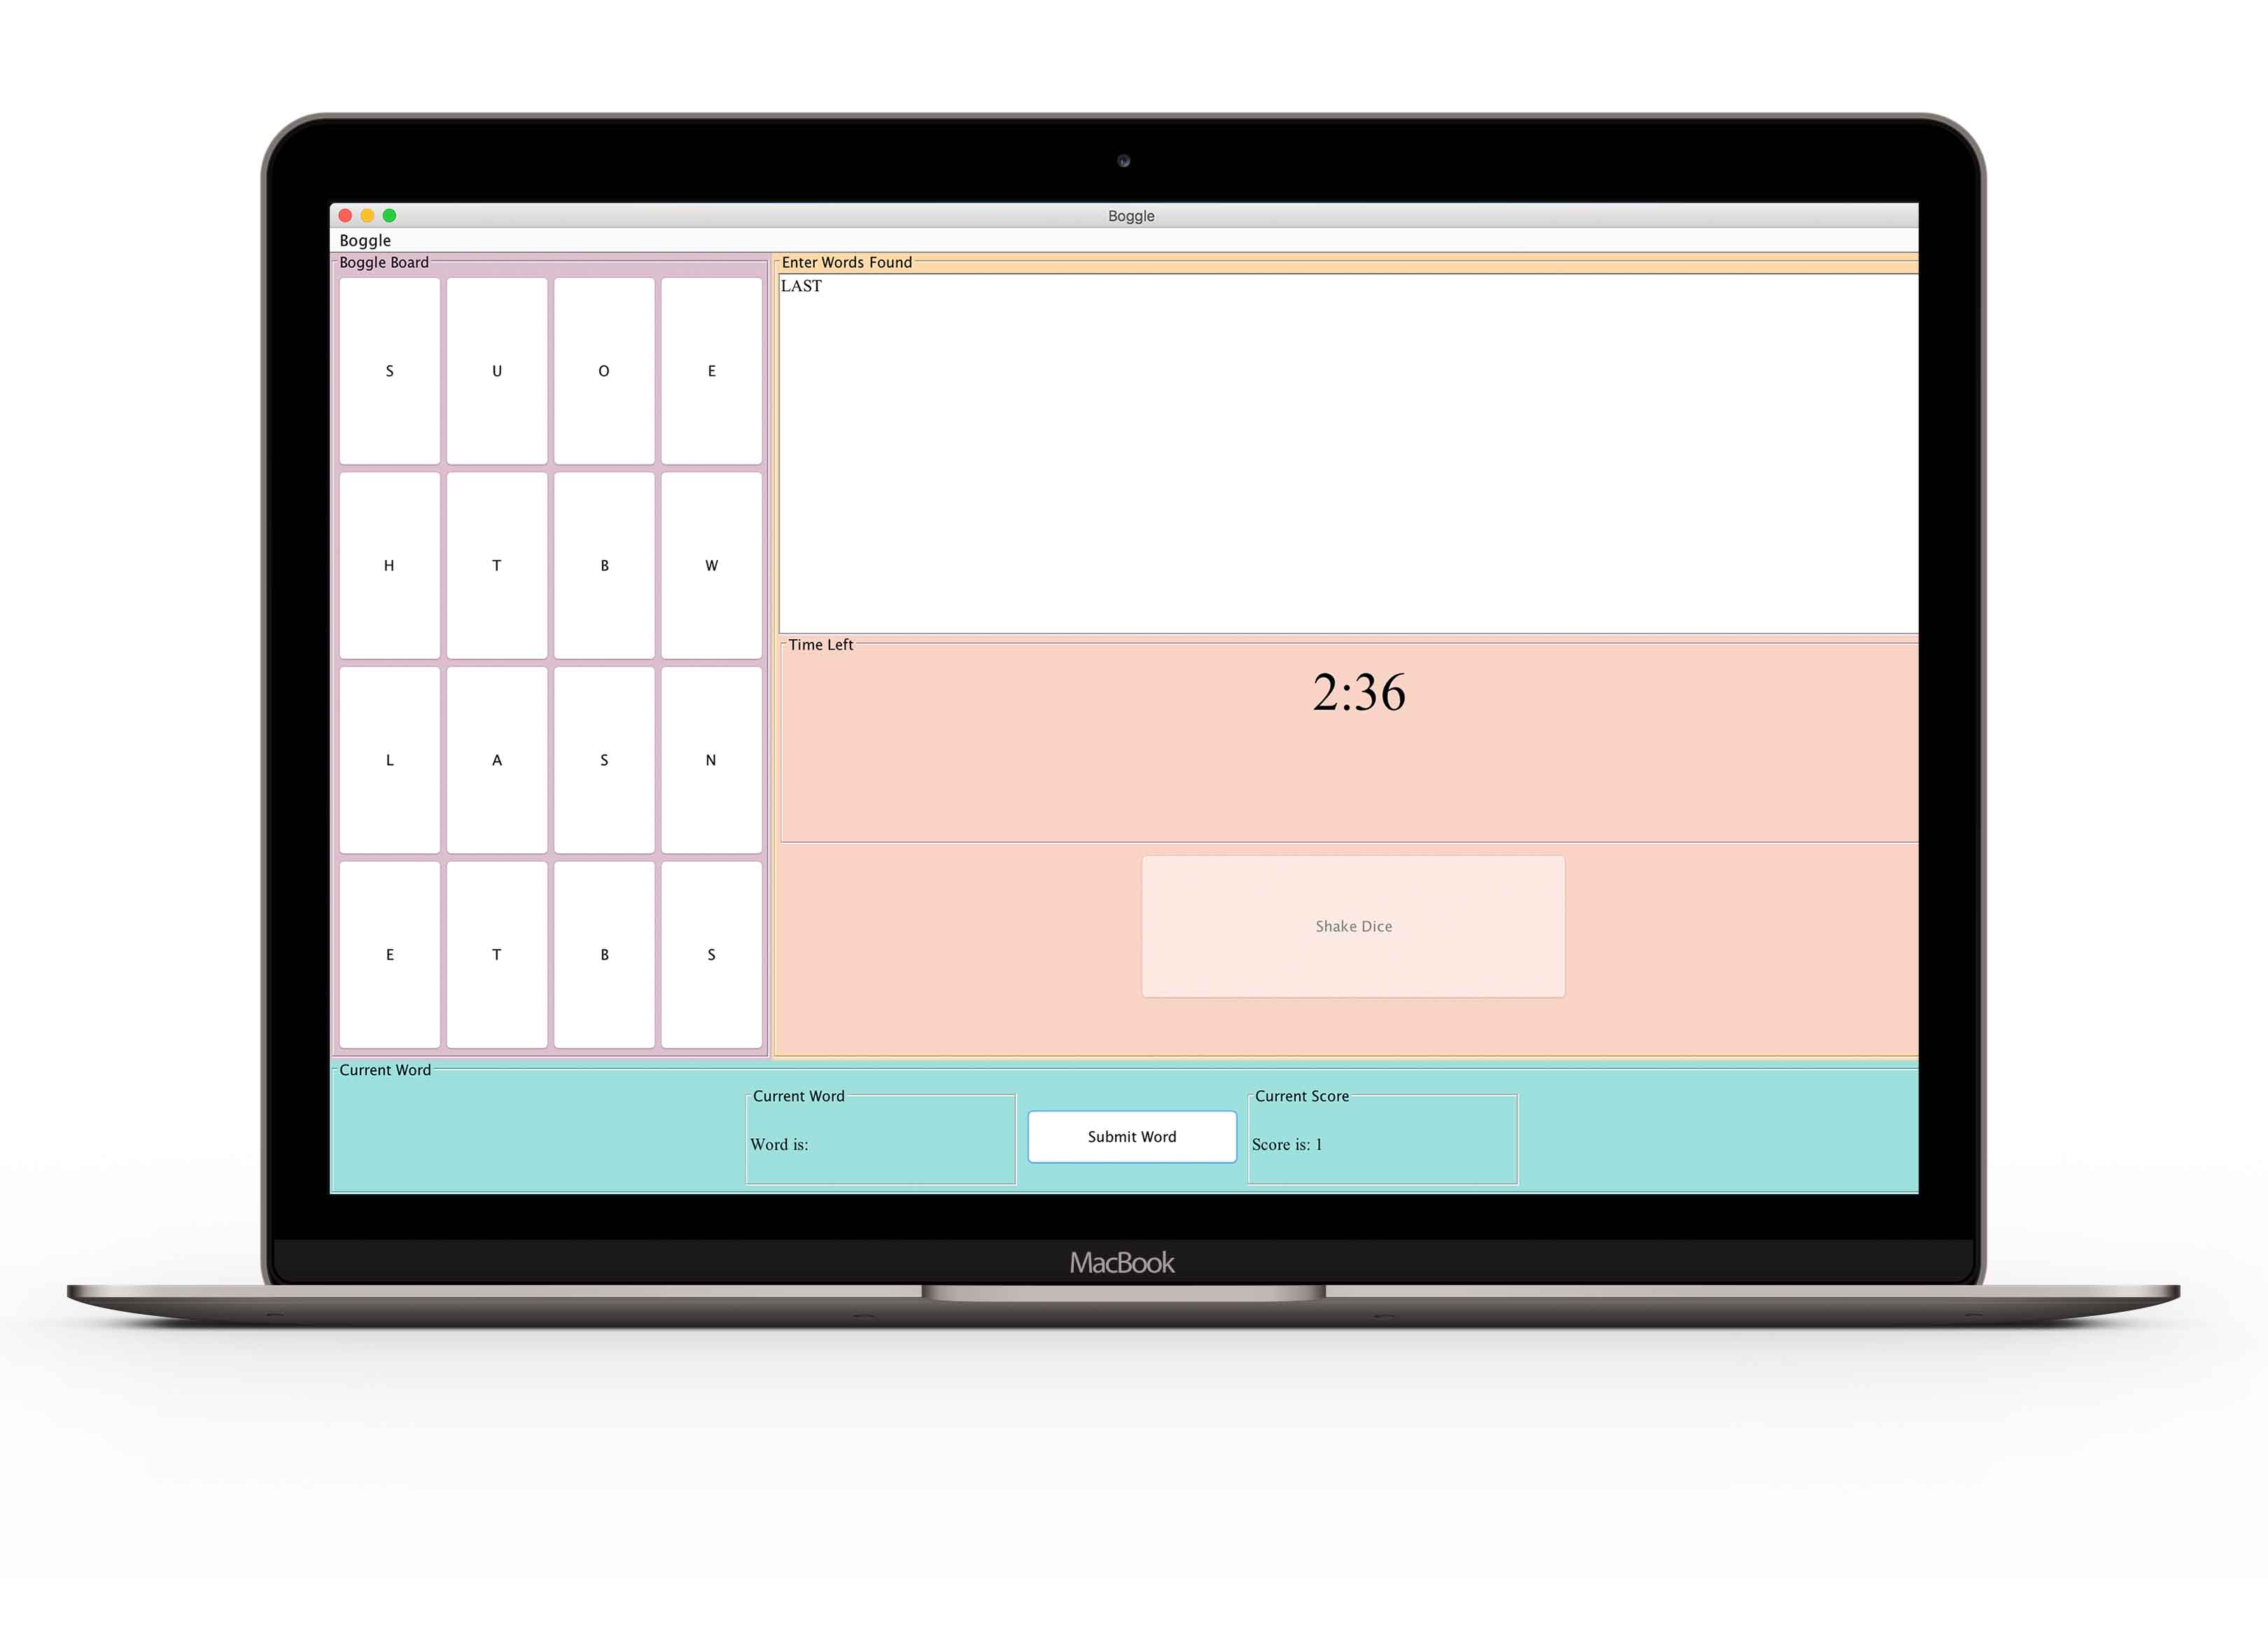 Boggle
Boggle
Boggle Board
S U O E
H T B W
L A S N
E T B S
Enter Words Found
LAST
Time Left
2:36
Shake Dice
Current Word
Current Word
Word is:
Submit Word
Current Score
Score is: 1
MacBook